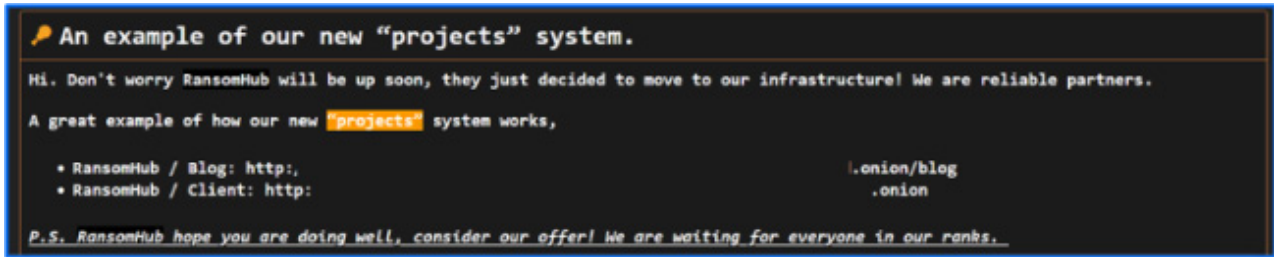 An example of our new “projects” system.
Hi. Don't worry RansomHub will be up soon, they just decided to move to our infrastructure! We are reliable partners.
A great example of how our new “projects” system works,
• RansomHub / Blog: http: .onion/blog
• RansomHub / Client: http: .onion
P.S. RansomHub hope you are doing well, consider our offer! We are waiting for everyone in our ranks.